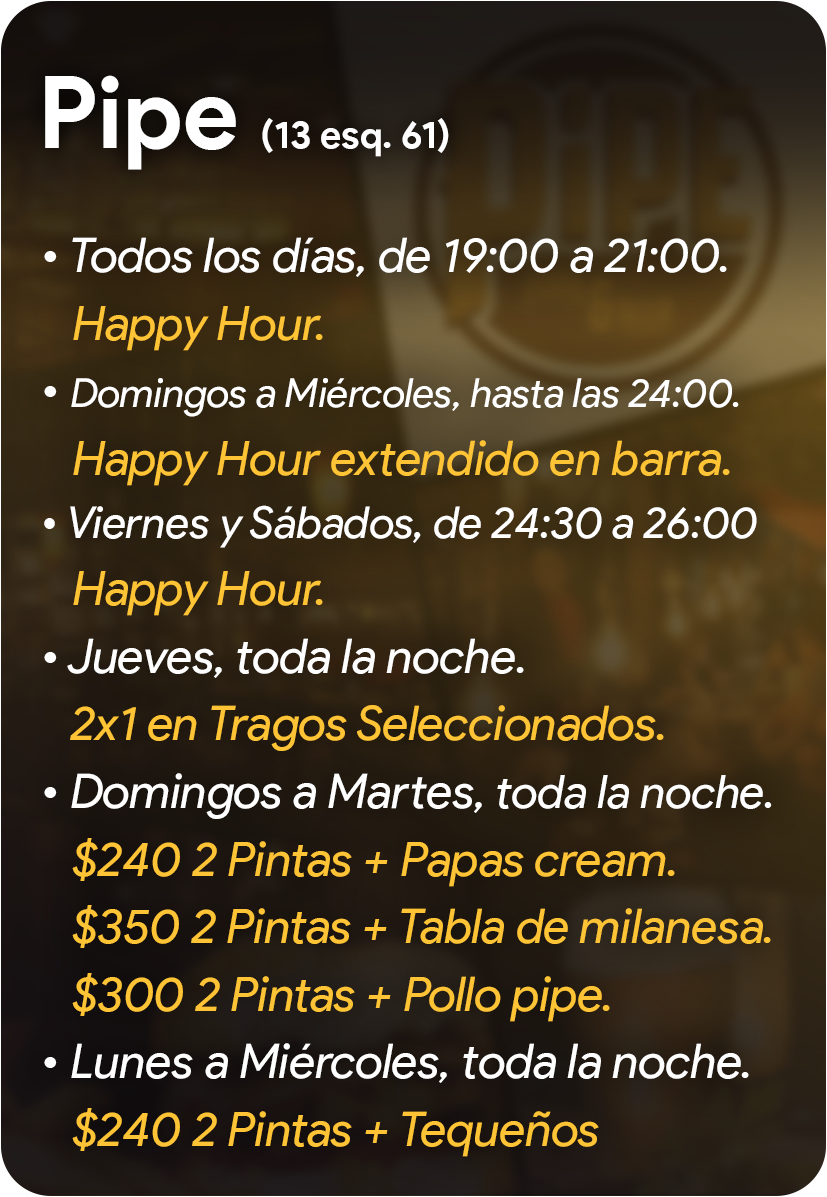 Pipe (13 esq. 61)
• Todos los días, de 19:00 a 21:00.
Happy Hour.
• Domingos a Miércoles, hasta las 24:00.
Happy Hour extendido en barra.
• Viernes y Sábados, de 24:30 a 26:00
Happy Hour.
• Jueves, toda la noche.
2x1 en Tragos Seleccionados.
• Domingos a Martes, toda la noche.
$240 2 Pintas + Papas cream.
$350 2 Pintas + Tabla de milanesa.
$300 2 Pintas + Pollo pipe.
• Lunes a Miércoles, toda la noche.
$240 2 Pintas + Tequeños
PiPE